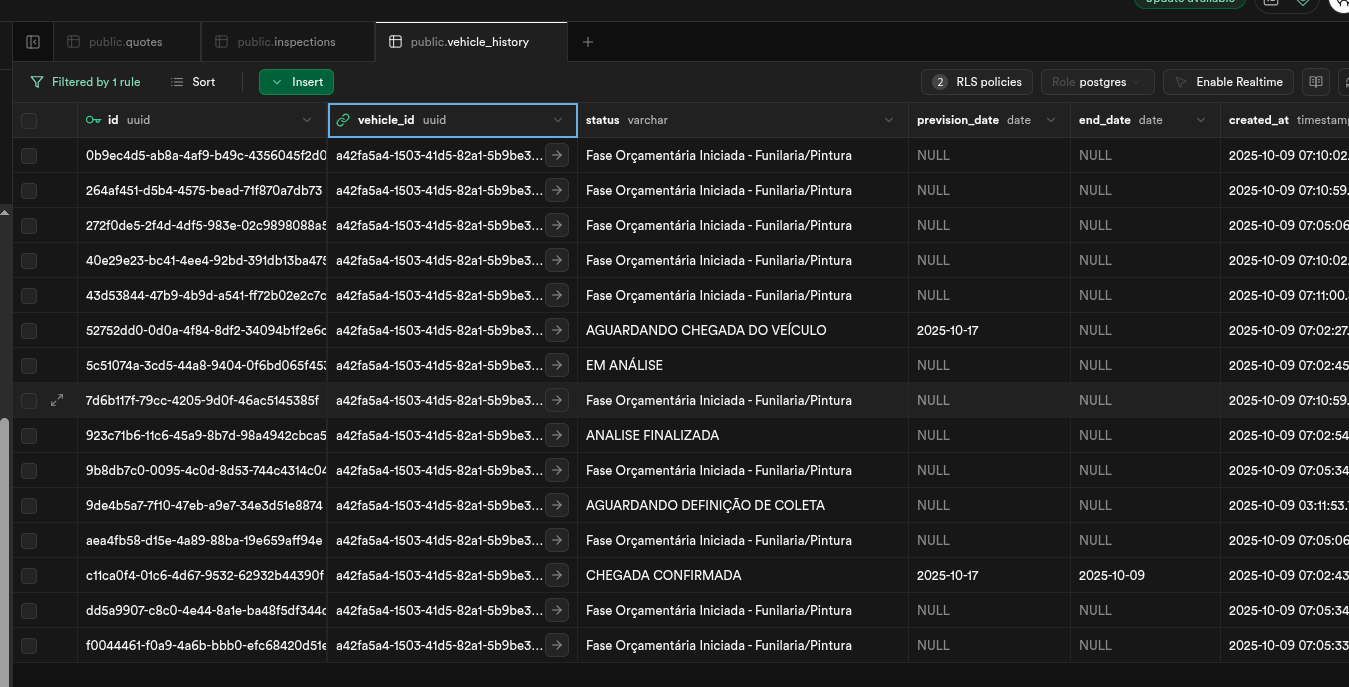 Update available
public.quotes public.inspections public.vehicle_history
Filtered by 1 rule Sort Insert 2 RLS policies Role postgres Enable Realtime
id uuid vehicle_id uuid status varchar prevision_date date end_date date created_at timestamp
0b9ec4d5-ab8a-4af9-b49c-4356045f2d0 a42fa5a4-1503-41d5-82a1-5b9be3... Fase Orçamentária Iniciada - Funilaria/Pintura NULL NULL 2025-10-09 07:10:02.
264af451-d5b4-4575-bead-71f870a7db73 a42fa5a4-1503-41d5-82a1-5b9be3... Fase Orçamentária Iniciada - Funilaria/Pintura NULL NULL 2025-10-09 07:10:59.
272f0de5-2f4d-4df5-983e-02c9898088a5 a42fa5a4-1503-41d5-82a1-5b9be3... Fase Orçamentária Iniciada - Funilaria/Pintura NULL NULL 2025-10-09 07:05:06
40e29e23-bc41-4ee4-92bd-391db13ba475 a42fa5a4-1503-41d5-82a1-5b9be3... Fase Orçamentária Iniciada - Funilaria/Pintura NULL NULL 2025-10-09 07:10:02.
43d53844-47b9-4b9d-a541-ff72b02e2c7c a42fa5a4-1503-41d5-82a1-5b9be3... Fase Orçamentária Iniciada - Funilaria/Pintura NULL NULL 2025-10-09 07:11:00.
52752dd0-0d0a-4f84-8df2-34094b1f2e6c a42fa5a4-1503-41d5-82a1-5b9be3... AGUARDANDO CHEGADA DO VEÍCULO 2025-10-17 NULL 2025-10-09 07:02:27.
5c51074a-3cd5-44a8-9404-0f6bd065f453 a42fa5a4-1503-41d5-82a1-5b9be3... EM ANÁLISE NULL NULL 2025-10-09 07:02:45
7d6b117f-79cc-4205-9d0f-46ac5145385f a42fa5a4-1503-41d5-82a1-5b9be3... Fase Orçamentária Iniciada - Funilaria/Pintura NULL NULL 2025-10-09 07:10:59.
923c71b6-11c6-45a9-8b7d-98a4942cbca5 a42fa5a4-1503-41d5-82a1-5b9be3... ANALISE FINALIZADA NULL NULL 2025-10-09 07:02:54
9b8db7c0-0095-4c0d-8d53-744c4314c04 a42fa5a4-1503-41d5-82a1-5b9be3... Fase Orçamentária Iniciada - Funilaria/Pintura NULL NULL 2025-10-09 07:05:34
9de4b5a7-7f10-47eb-a9e7-34e3d51e8874 a42fa5a4-1503-41d5-82a1-5b9be3... AGUARDANDO DEFINIÇÃO DE COLETA NULL NULL 2025-10-09 03:11:53.
aea4fb58-d15e-4a89-88ba-19e659aff94e a42fa5a4-1503-41d5-82a1-5b9be3... Fase Orçamentária Iniciada - Funilaria/Pintura NULL NULL 2025-10-09 07:05:06
c11ca0f4-01c6-4d67-9532-62932b44390f a42fa5a4-1503-41d5-82a1-5b9be3... CHEGADA CONFIRMADA 2025-10-17 2025-10-09 2025-10-09 07:02:43
dd5a9907-c8c0-4e44-8a1e-ba48f5df344c a42fa5a4-1503-41d5-82a1-5b9be3... Fase Orçamentária Iniciada - Funilaria/Pintura NULL NULL 2025-10-09 07:05:34
f0044461-f0a9-4a6b-bbb0-efc68420d51e a42fa5a4-1503-41d5-82a1-5b9be3... Fase Orçamentária Iniciada - Funilaria/Pintura NULL NULL 2025-10-09 07:05:33